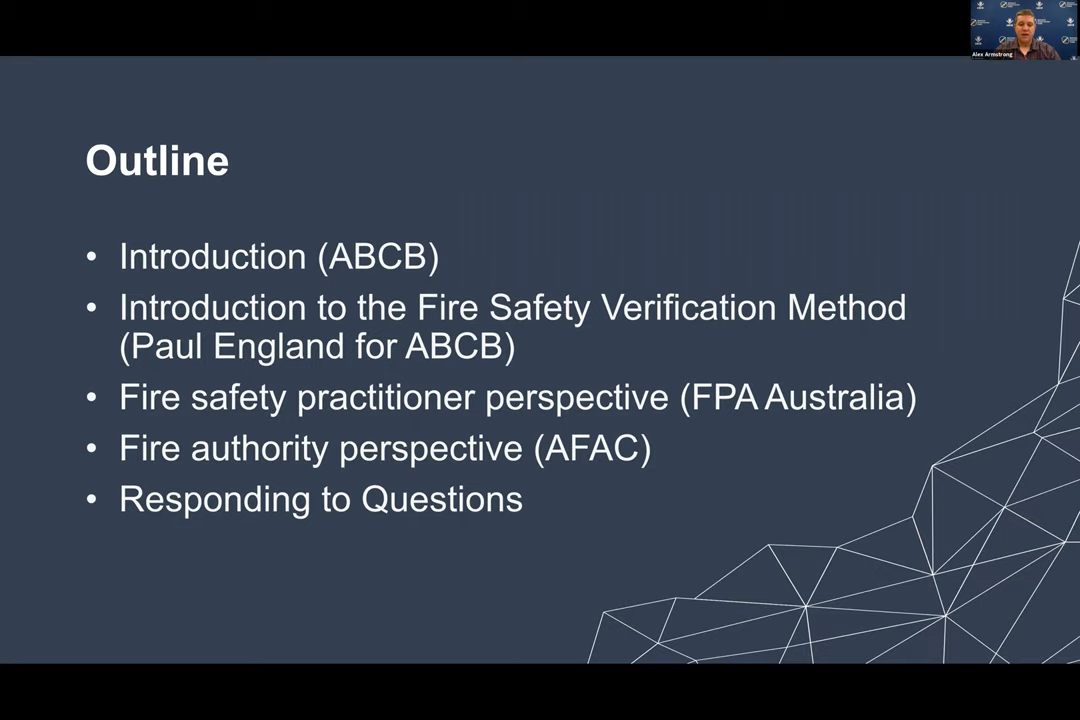 Alex Armstrong
Outline
• Introduction (ABCB)
• Introduction to the Fire Safety Verification Method
(Paul England for ABCB)
• Fire safety practitioner perspective (FPA Australia)
• Fire authority perspective (AFAC)
• Responding to Questions